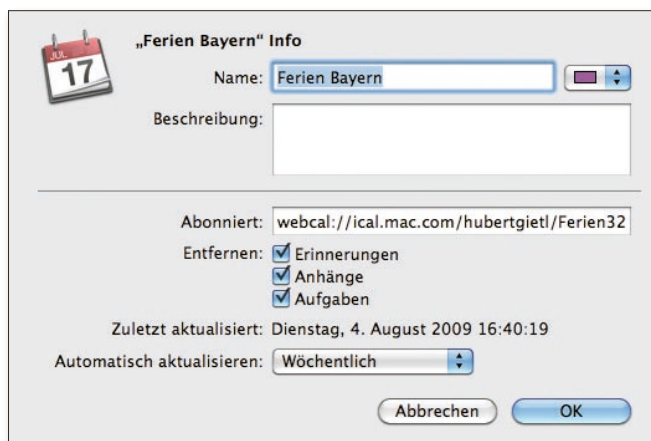 „Ferien Bayern“ Info
JUL
17
Name: Ferien Bayern
Beschreibung:
Abonniert: webcal://ical.mac.com/hubertgietl/Ferien32
Entfernen: Erinnerungen
Anhänge
Aufgaben
Zuletzt aktualisiert: Dienstag, 4. August 2009 16:40:19
Automatisch aktualisieren: Wöchentlich
Abbrechen OK